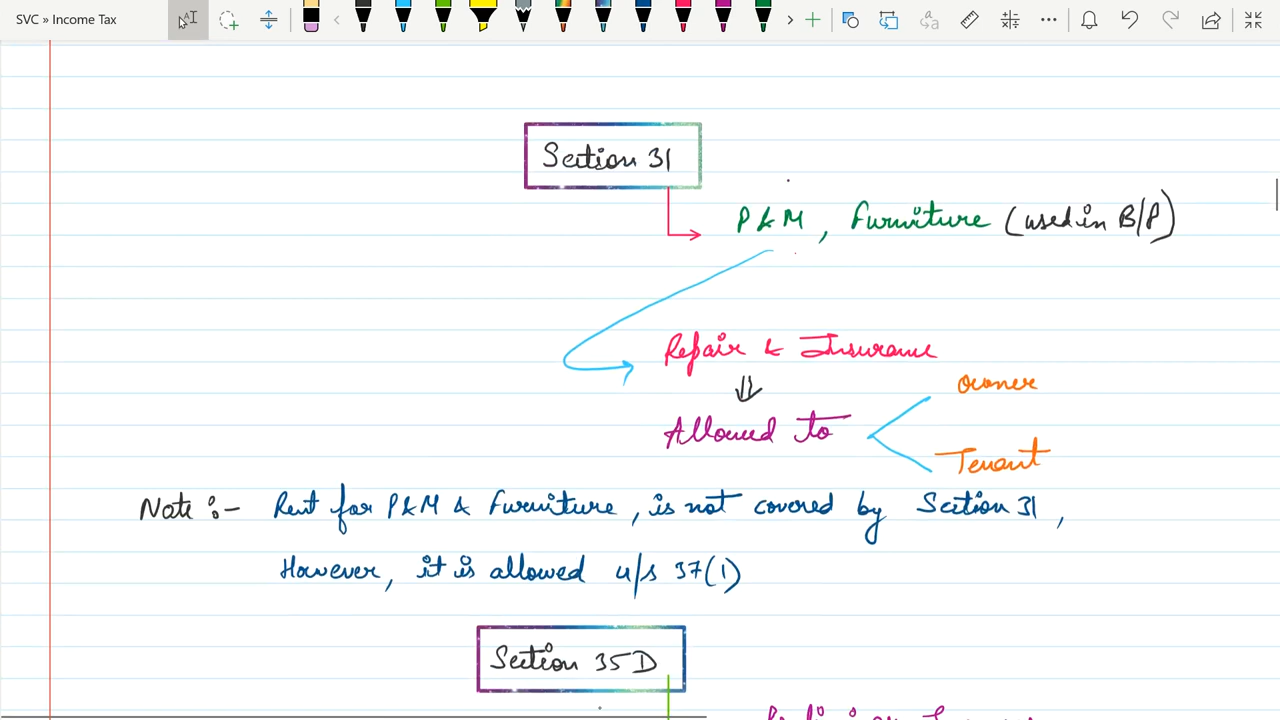 SVC » Income Tax
Section 31
P&M, Furniture (used in B/P)
Repair & Insurance
Allowed to
owner
Tenant
Note :- Rent for P&M & Furniture, is not covered by Section 31,
However, it is allowed u/s 37(1)
Section 35D